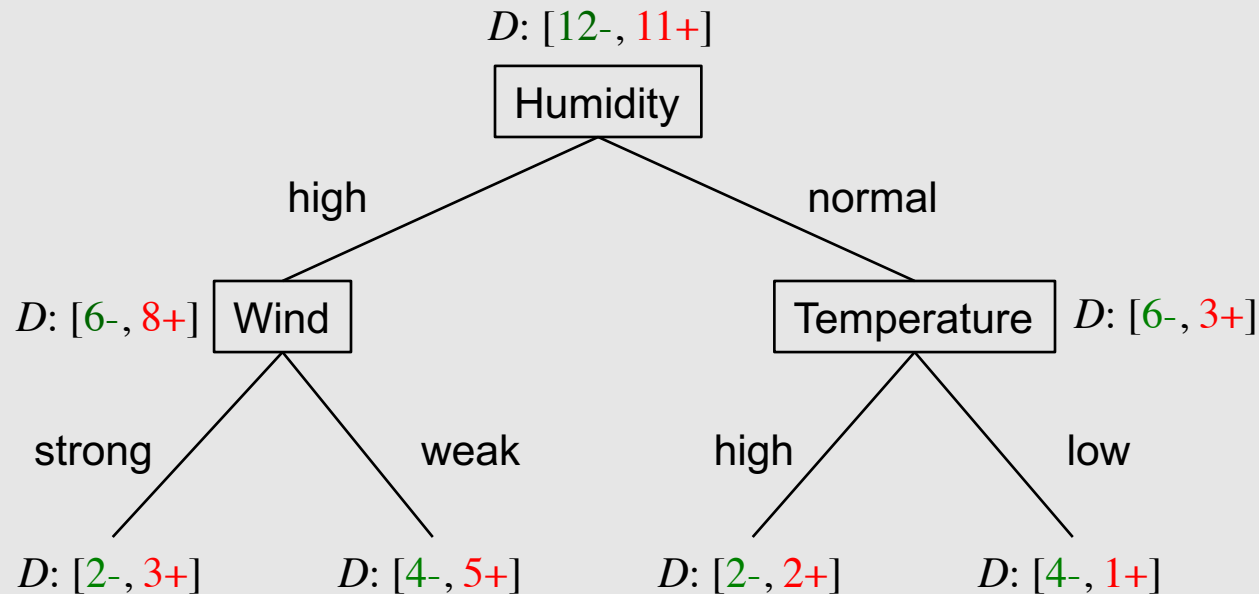 D: [12-, 11+]
Humidity
high
normal
D: [6-, 8+]
Wind
Temperature
D: [6-, 3+]
strong
weak
high
low
D: [2-, 3+]
D: [4-, 5+]
D: [2-, 2+]
D: [4-, 1+]